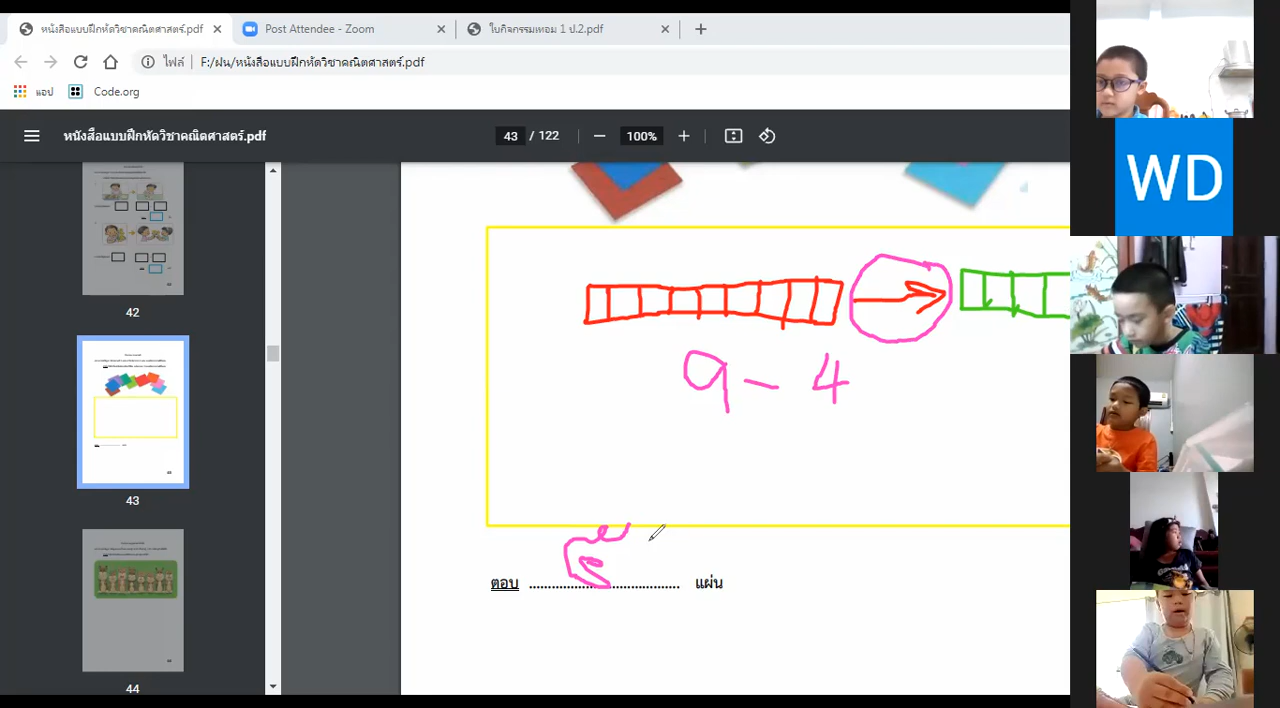 หนังสือแบบฝึกหัดวิชาคณิตศาสตร์.pdf
Post Attendee - Zoom
ใบกิจกรรมเทอม 1 ป.2.pdf
ไฟล์
F:/ฝน/หนังสือแบบฝึกหัดวิชาคณิตศาสตร์.pdf
แอป
Code.org
หนังสือแบบฝึกหัดวิชาคณิตศาสตร์.pdf
43 / 122
100%
42
43
44
9 - 4
๕
ตอบ ........................................ แผ่น
WD